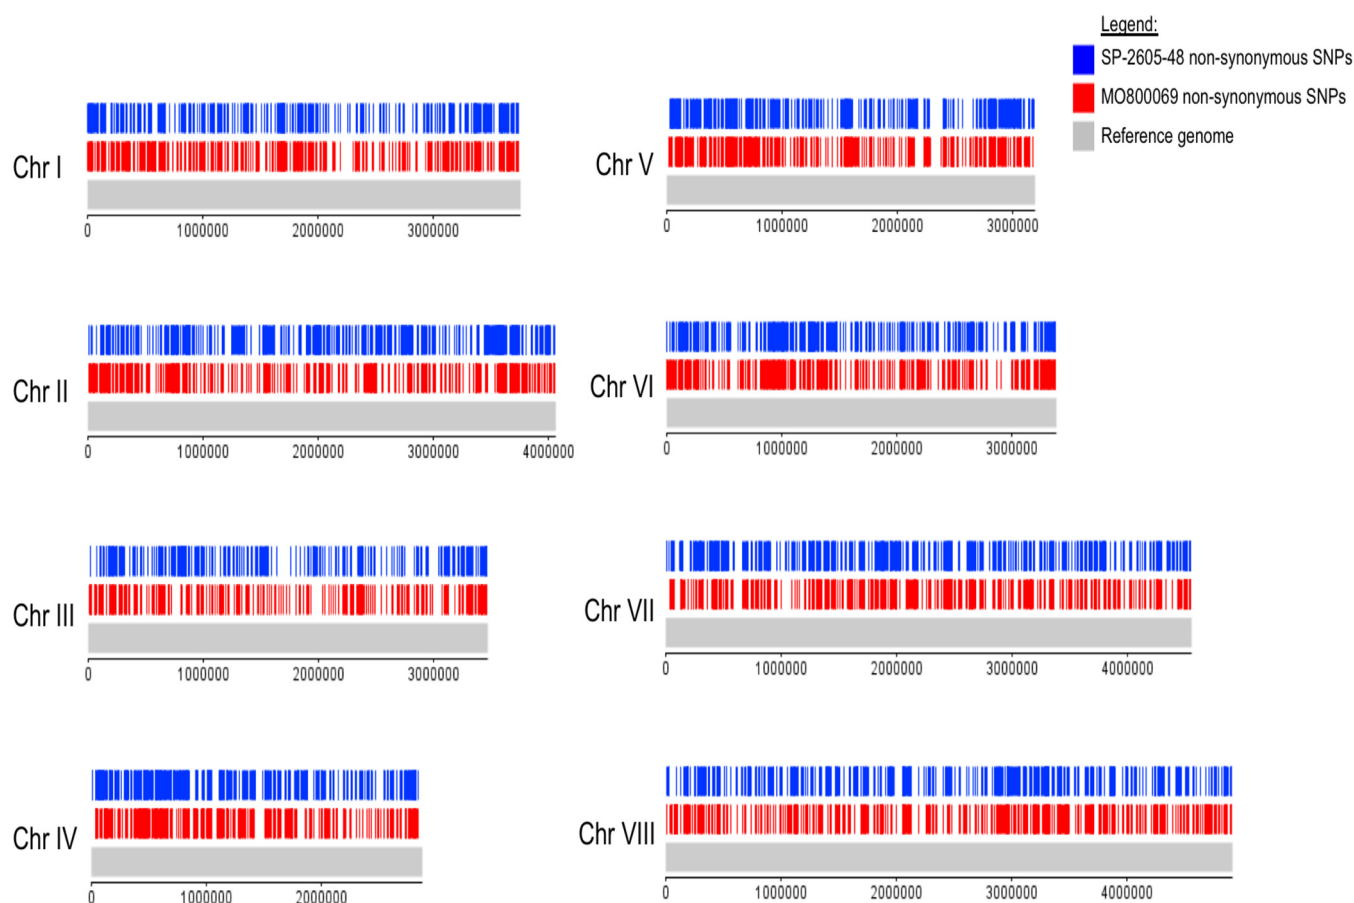 Legend:
SP-2605-48 non-synonymous SNPs
MO800069 non-synonymous SNPs
Reference genome
Chr I
0 1000000 2000000 3000000
Chr V
0 1000000 2000000 3000000
Chr II
0 1000000 2000000 3000000 4000000
Chr VI
0 1000000 2000000 3000000
Chr III
0 1000000 2000000 3000000
Chr VII
0 1000000 2000000 3000000 4000000
Chr IV
0 1000000 2000000
Chr VIII
0 1000000 2000000 3000000 4000000